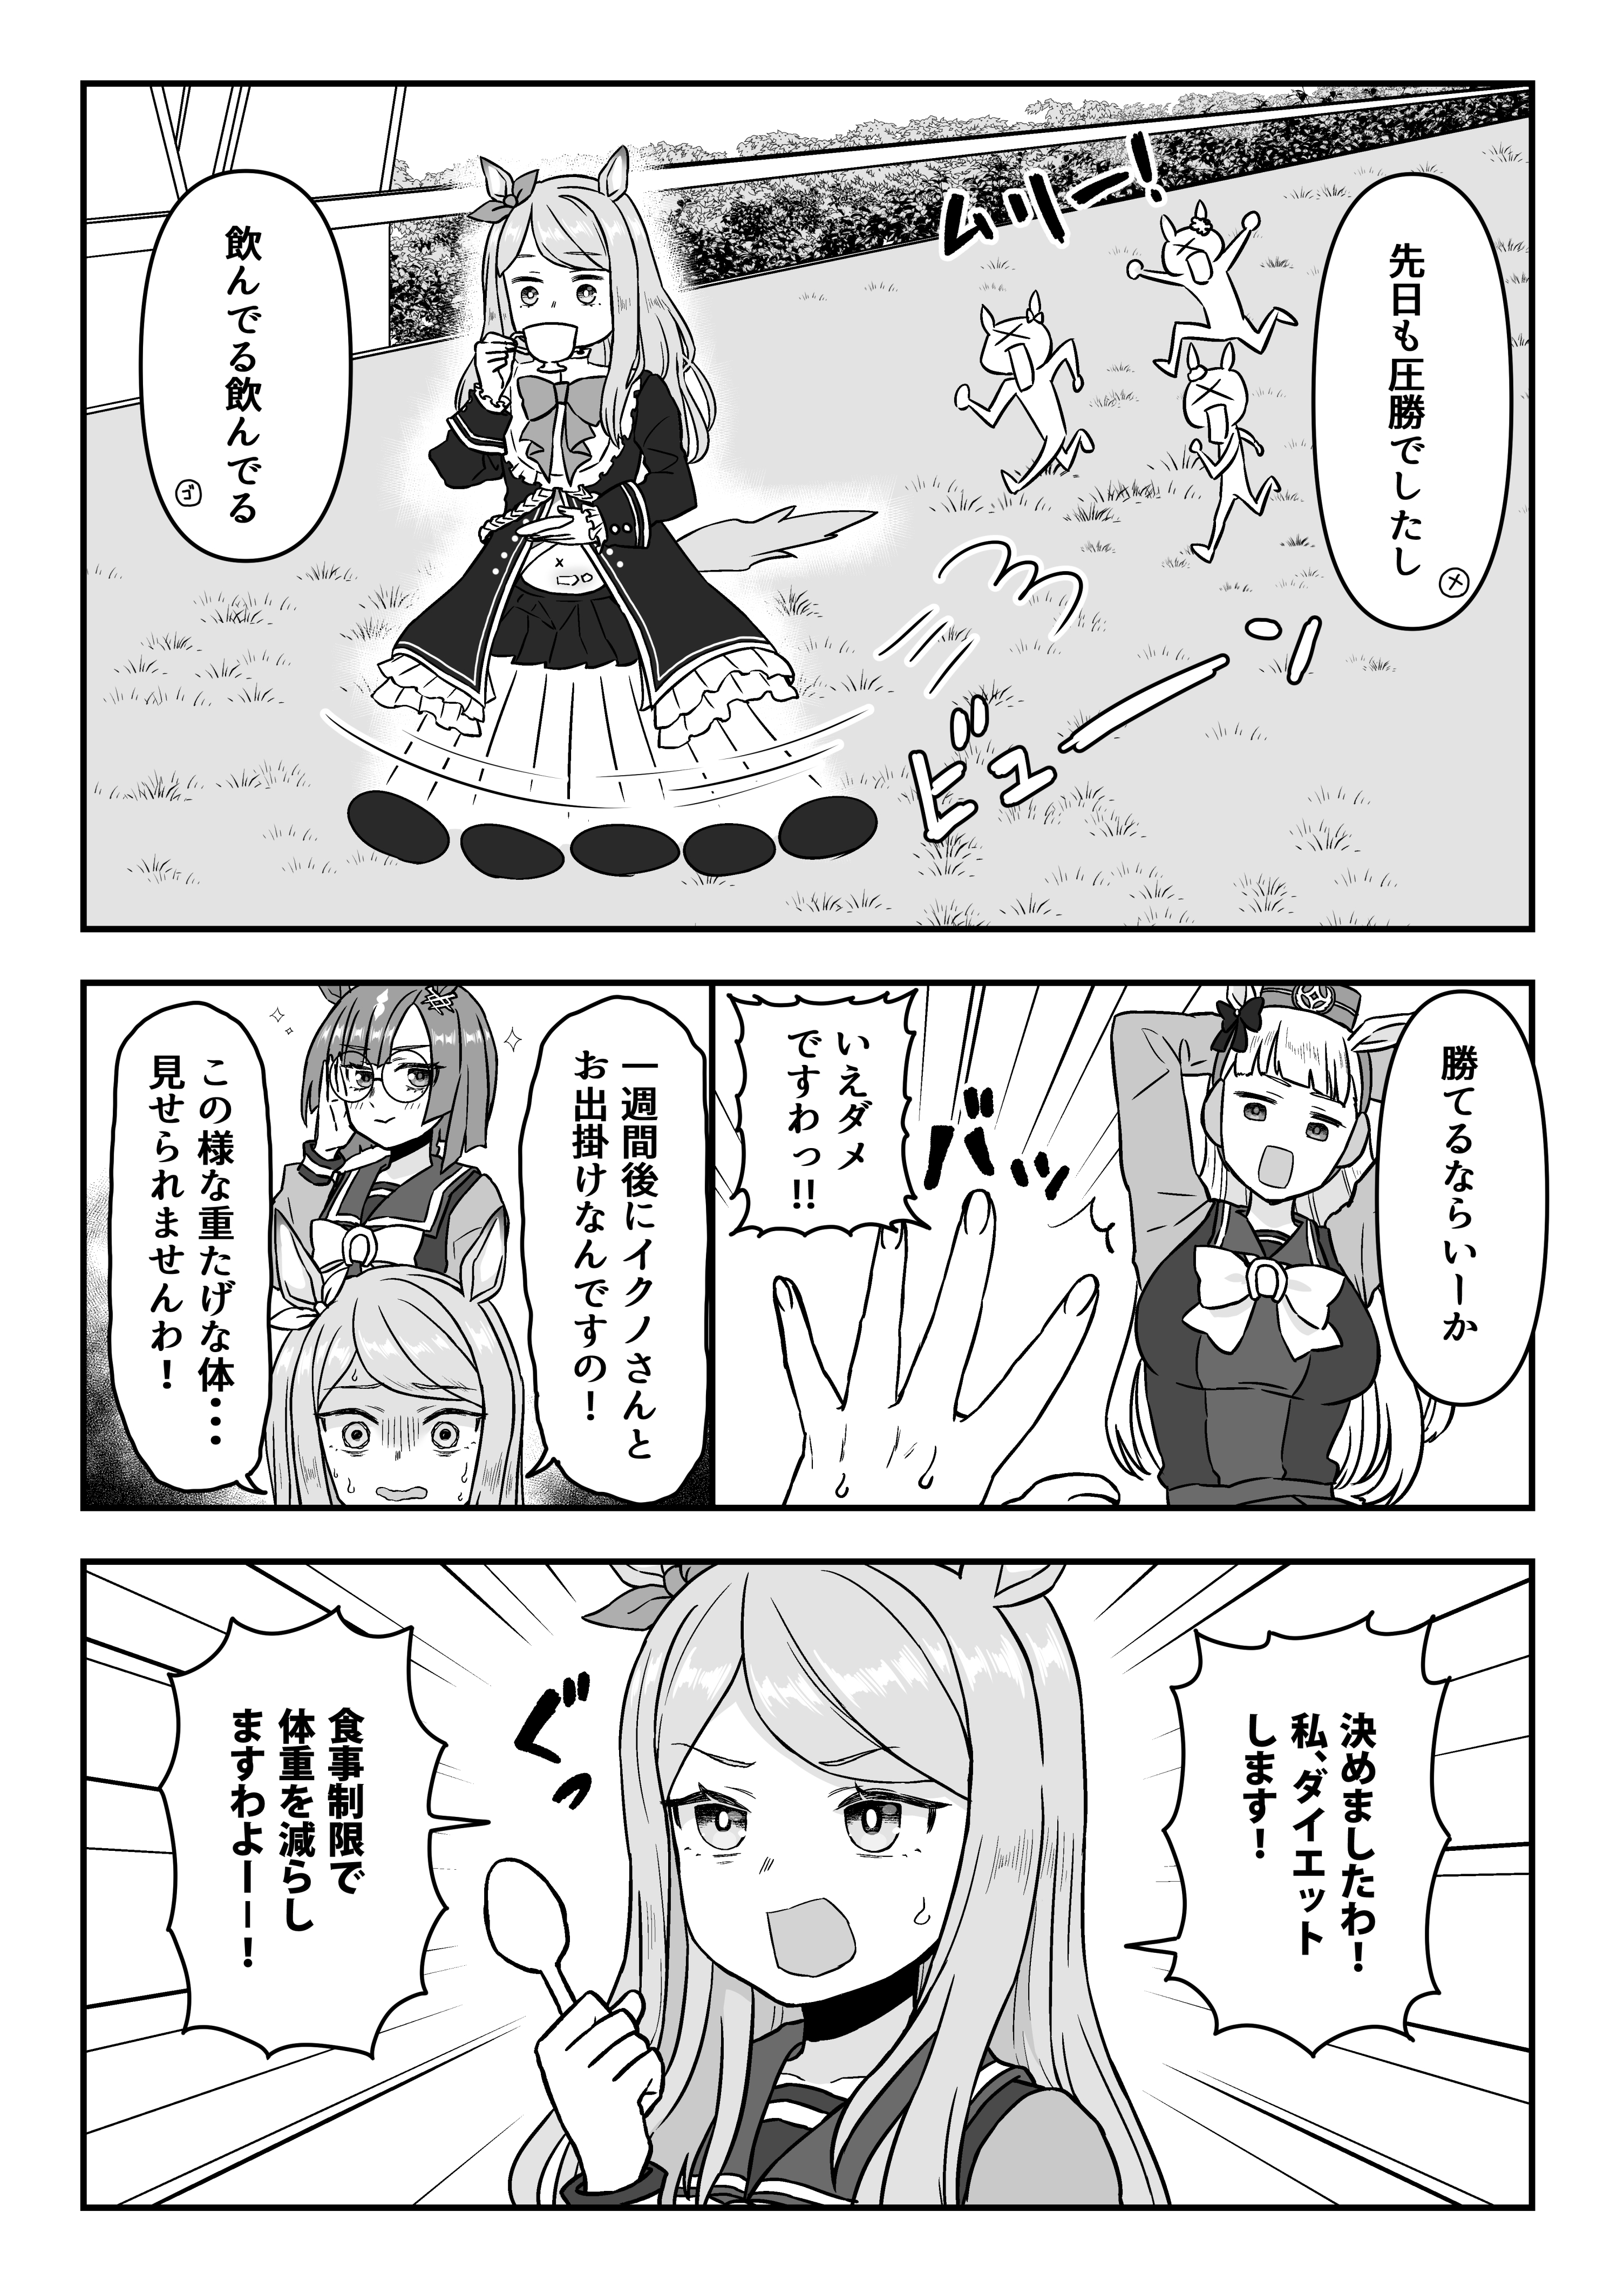 先日も圧勝でしたし
メ
ムリー!
飲んでる飲んでる
ゴ
ビューン
勝てるならいーか
バッ
いえダメ
ですわっ!!
一週間後にイクノさんと
お出掛けなんですの!
この様な重たげな体・・・
見せられませんわ!
決めましたわ!
私、ダイエット
します!
ぐっ
食事制限で
体重を減らし
ますわよーー!